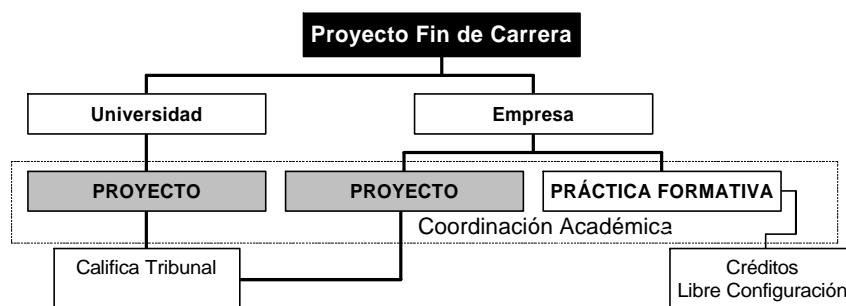 Proyecto Fin de Carrera
Universidad
Empresa
PROYECTO
PROYECTO
PRÁCTICA FORMATIVA
Coordinación Académica
Califica Tribunal
Créditos
Libre Configuración